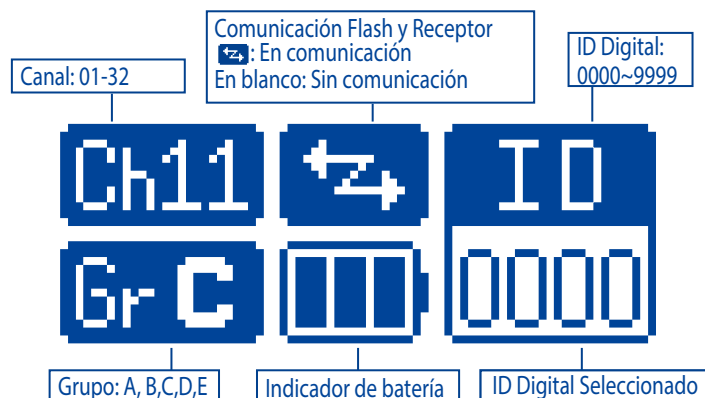 Comunicación Flash y Receptor
: En comunicación
En blanco: Sin comunicación
ID Digital:
0000~9999
Canal: 01-32
Ch11
ID
Gr C
0000
Grupo: A, B,C,D,E
Indicador de batería
ID Digital Seleccionado